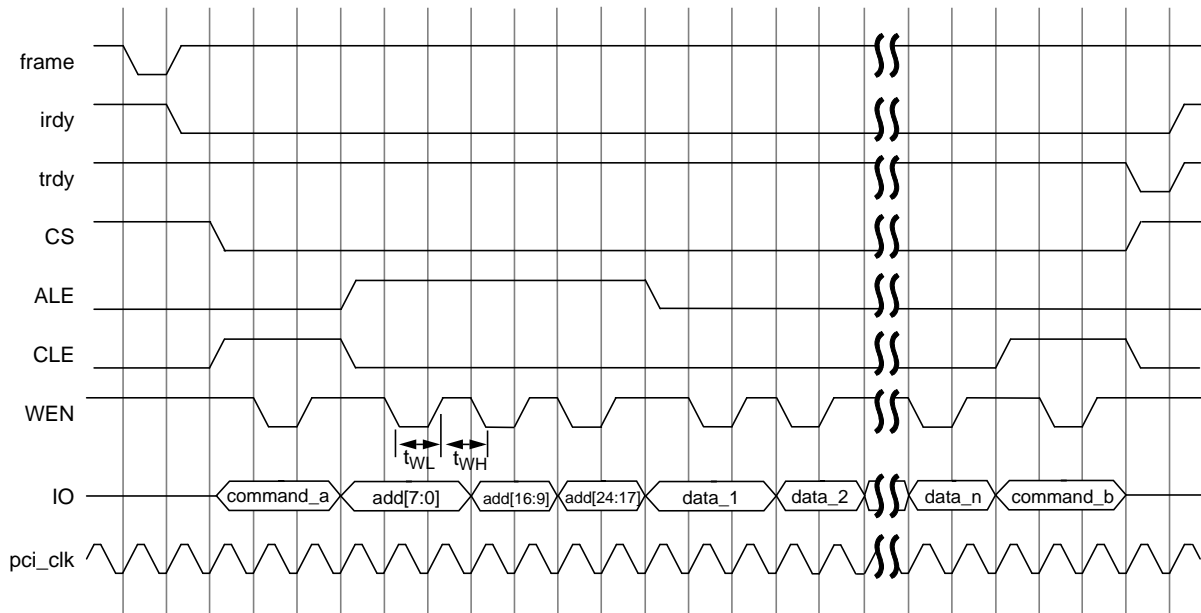 frame
irdy
trdy
CS
ALE
CLE
WEN
tWL tWH
IO command_a add[7:0] add[16:9] add[24:17] data_1 data_2 data_n command_b
pci_clk